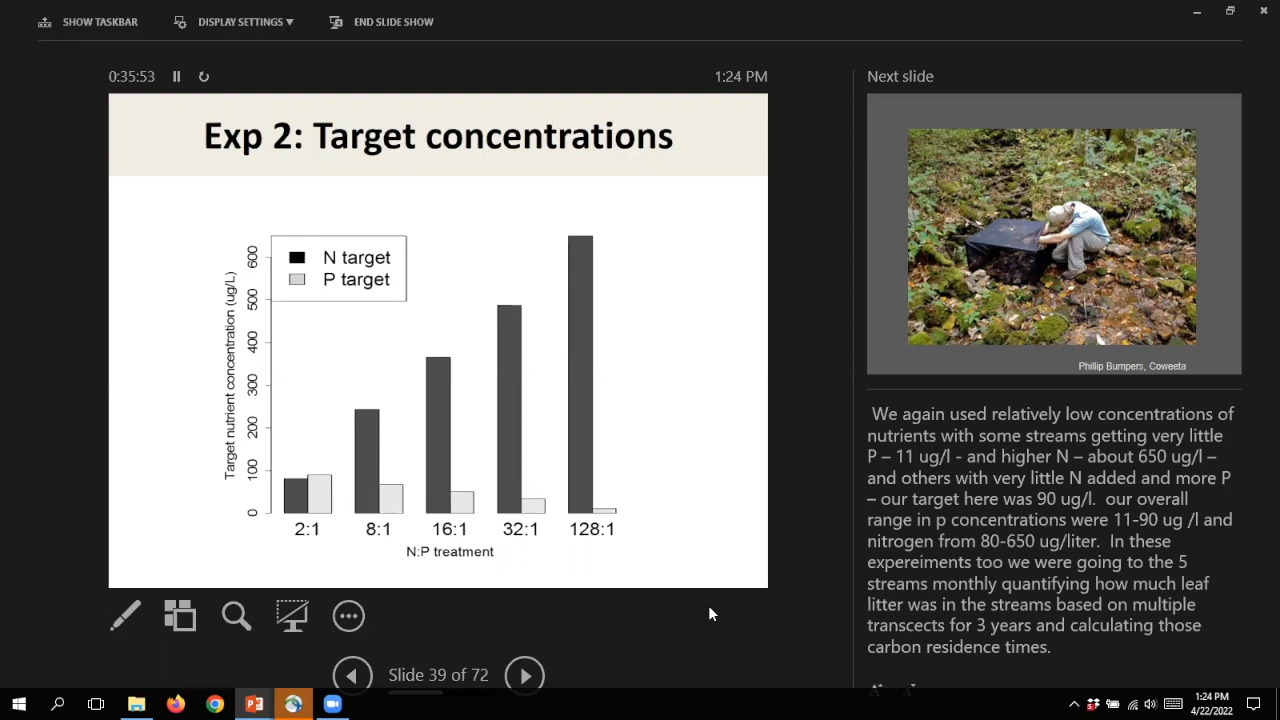 SHOW TASKBAR
DISPLAY SETTINGS ▼
END SLIDE SHOW
0:35:53
1:24 PM
Exp 2: Target concentrations
N target
P target
Target nutrient concentration (ug/L)
600
500
400
300
200
100
0
2:1
8:1
16:1
32:1
128:1
N:P treatment
Slide 39 of 72
Next slide
Phillip Bumpers, Coweeta
We again used relatively low concentrations of
nutrients with some streams getting very little
P – 11 ug/l - and higher N – about 650 ug/l –
and others with very little N added and more P
– our target here was 90 ug/l.  our overall
range in p concentrations were 11-90 ug /l and
nitrogen from 80-650 ug/liter.  In these
expereiments too we were going to the 5
streams monthly quantifying how much leaf
litter was in the streams based on multiple
transects for 3 years and calculating those
carbon residence times.
1:24 PM
4/22/2022